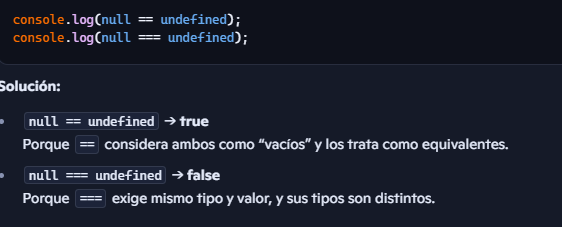 console.log(null == undefined);
console.log(null === undefined);
Solución:
null == undefined → true
Porque == considera ambos como “vacíos” y los trata como equivalentes.
null === undefined → false
Porque === exige mismo tipo y valor, y sus tipos son distintos.